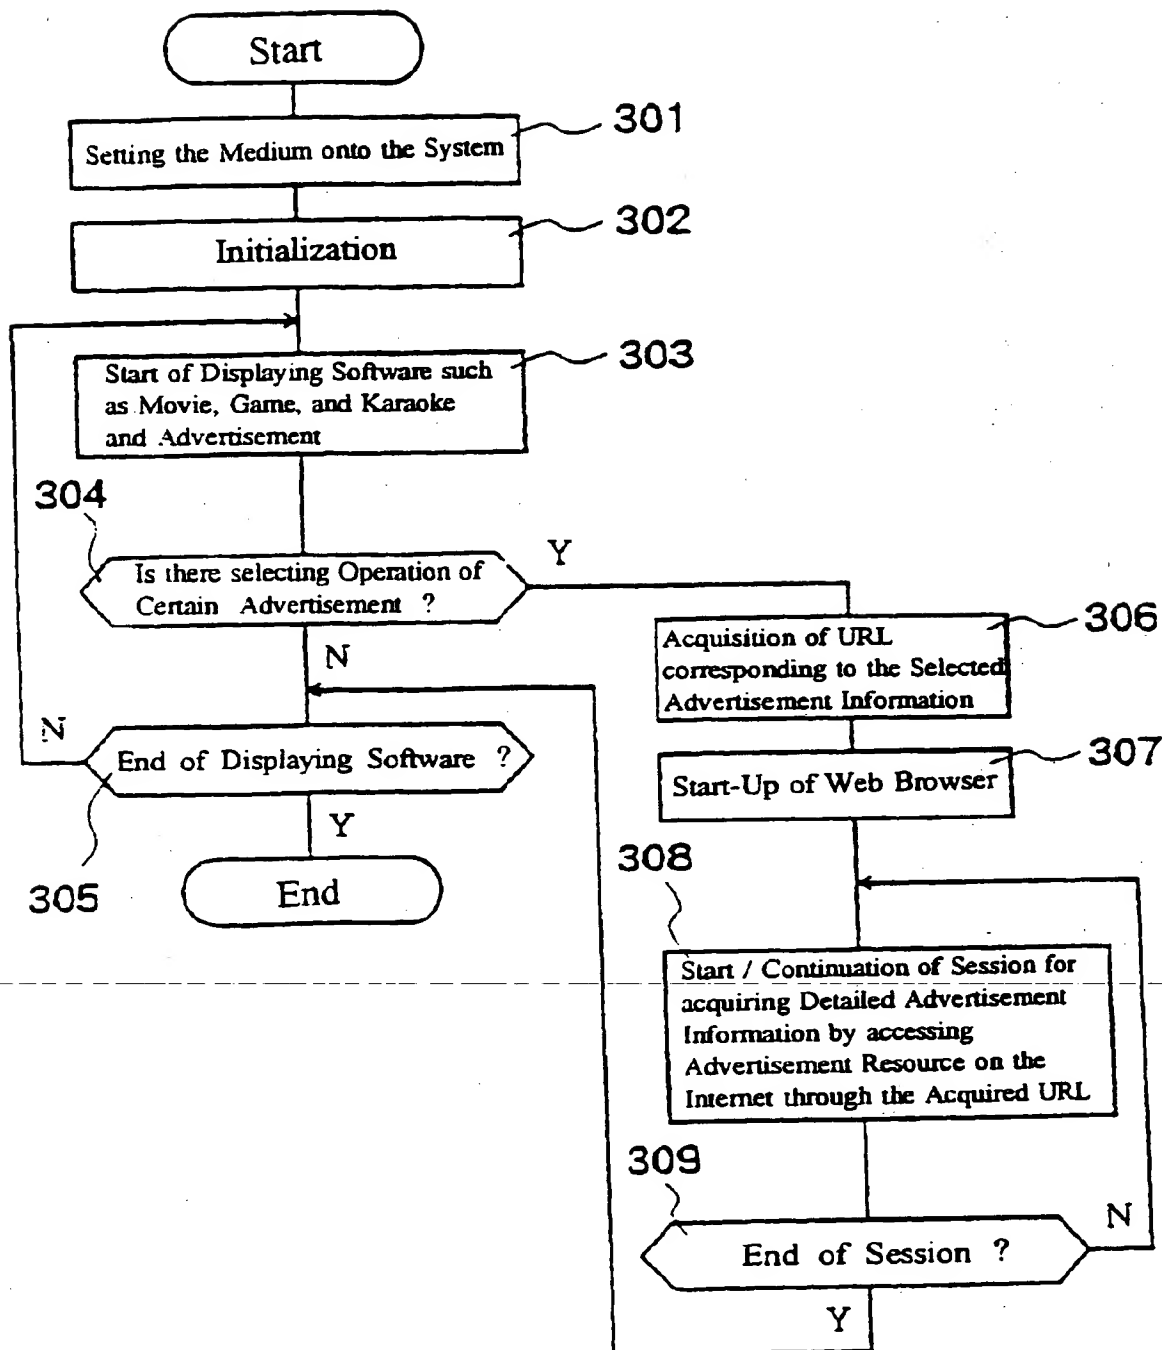 Start
301
Setting the Medium onto the System
302
Initialization
303
Start of Displaying Software such
as Movie, Game, and Karaoke
and Advertisement
304
Is there selecting Operation of
Certain Advertisement ?
Y
N
306
Acquisition of URL
corresponding to the Selected
Advertisement Information
N
End of Displaying Software ?
305
Y
End
307
Start-Up of Web Browser
308
Start / Continuation of Session for
acquiring Detailed Advertisement
Information by accessing
Advertisement Resource on the
Internet through the Acquired URL
309
End of Session ?
N
Y